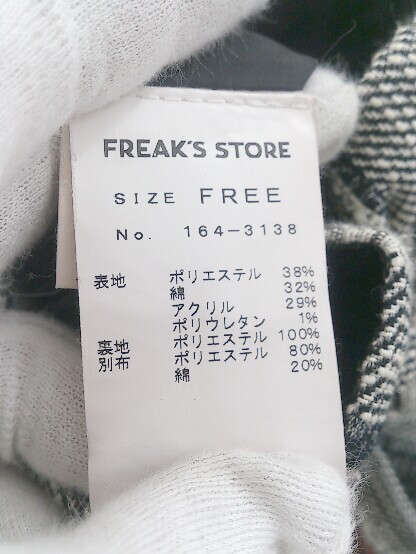 FREAK'S STORE
SIZE FREE
No. 164-3138
表地 ポリエステル 38%
綿 32%
アクリル 29%
ポリウレタン 1%
裏地 ポリエステル 100%
別布 ポリエステル 80%
綿 20%